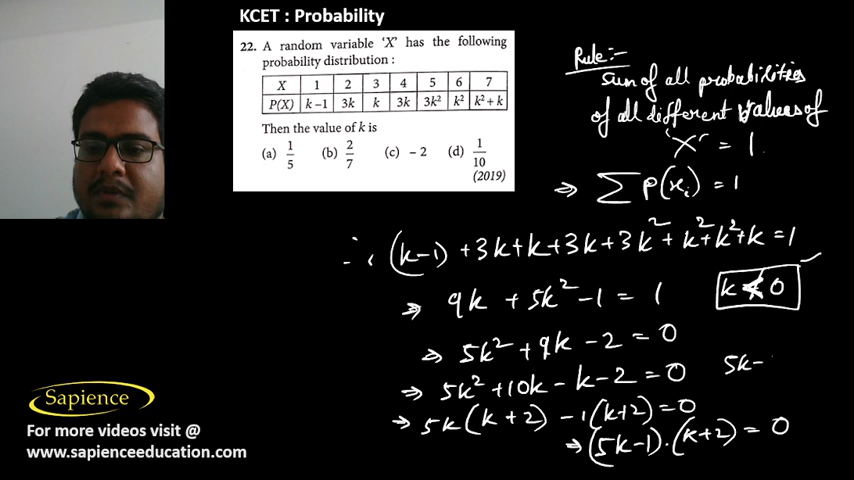 KCET : Probability
22. A random variable 'X' has the following
probability distribution :
X 1 2 3 4 5 6 7
P(X) k – 1 3k k 3k 3k² k² k² + k
Then the value of k is
(a) 1/5 (b) 2/7 (c) – 2 (d) 1/10
(2019)
Rule:-
Sum of all probabilities
of all different values of
'X' = 1.
⇒ ∑ P(xᵢ) = 1
∴, (k-1) + 3k + k + 3k + 3k² + k² + k² + k = 1
⇒ 9k + 5k² - 1 = 1
k ≮ 0
⇒ 5k² + 9k - 2 = 0
⇒ 5k² + 10k - k - 2 = 0
5k -
⇒ 5k(k+2) - 1(k+2) = 0
⇒ (5k-1).(k+2) = 0
Sapience
For more videos visit @
www.sapienceeducation.com